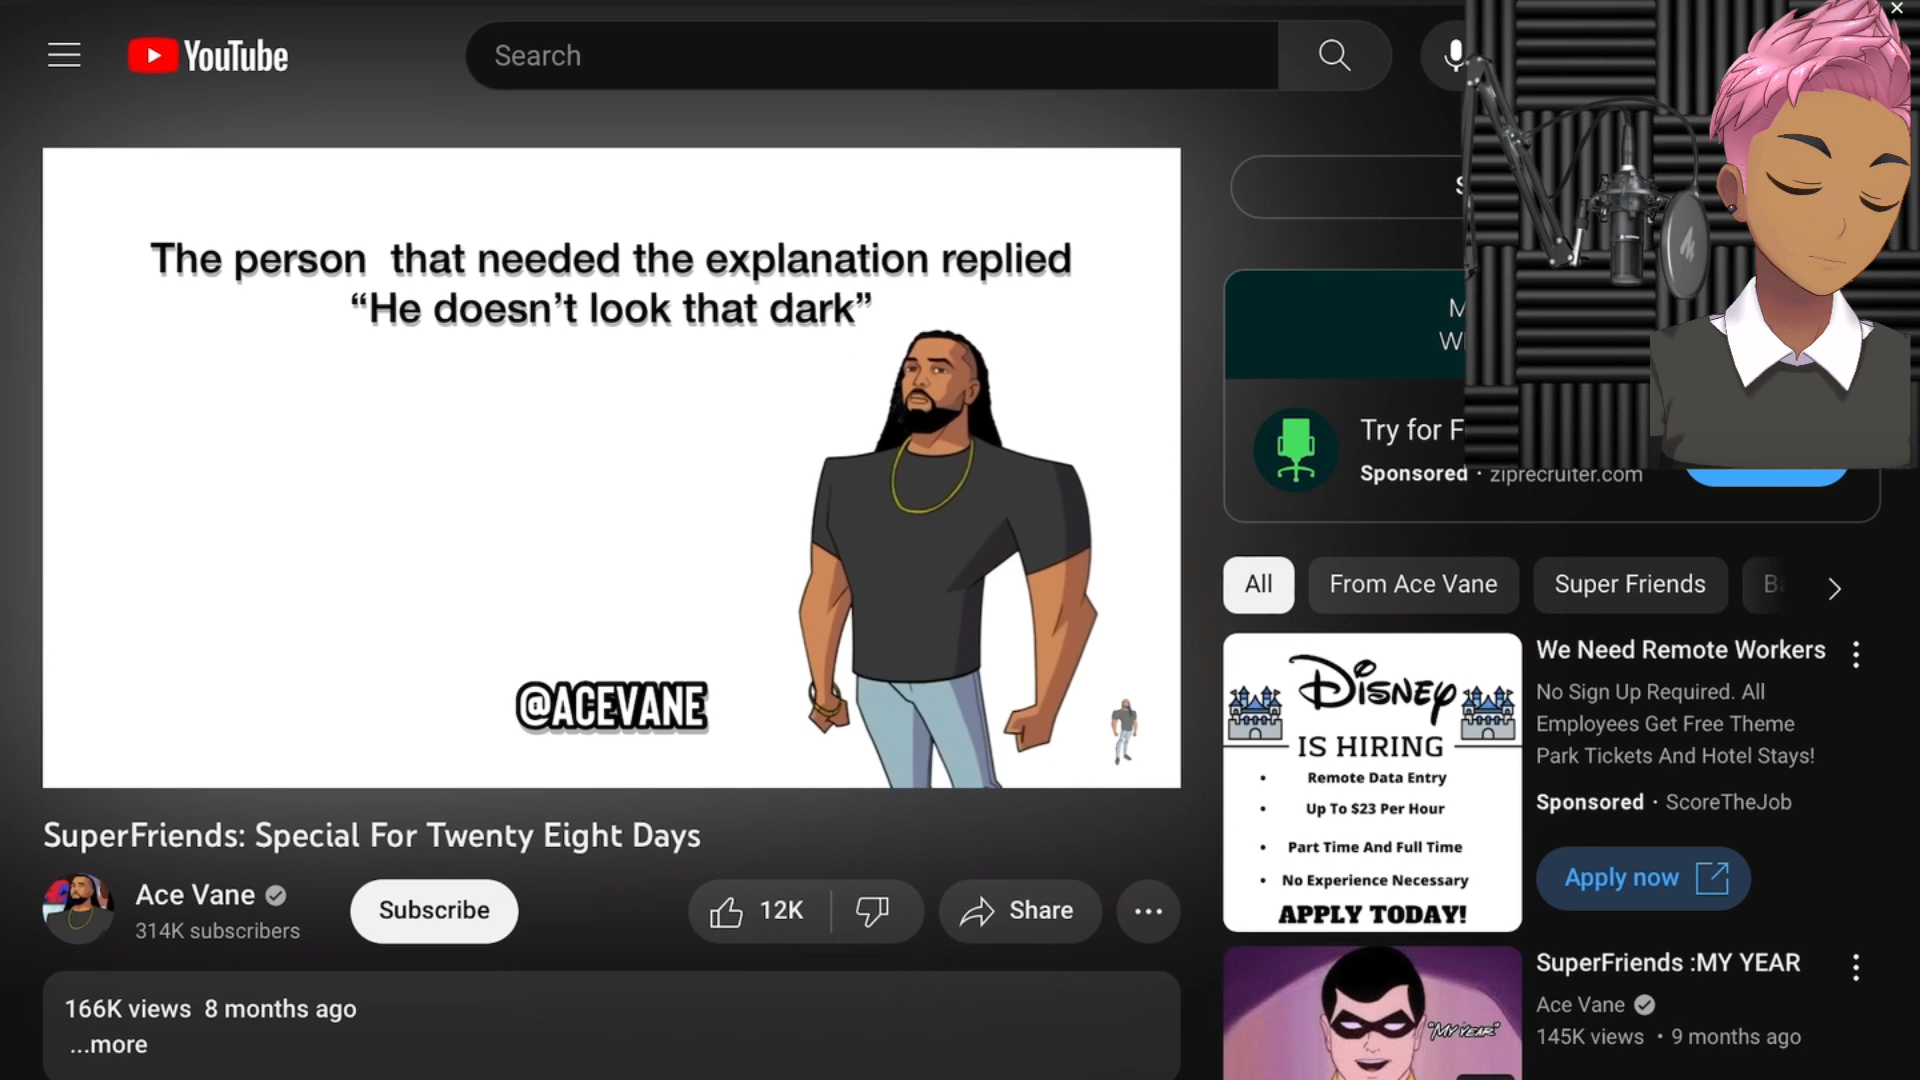 YouTube
Search
The person that needed the explanation replied
“He doesn’t look that dark”
@ACEVANE
SuperFriends: Special For Twenty Eight Days
Ace Vane
314K subscribers
Subscribe
12K
Share
166K views 8 months ago
...more
Try for F
Sponsored · ziprecruiter.com
All
From Ace Vane
Super Friends
DISNEY
IS HIRING
• Remote Data Entry
• Up To $23 Per Hour
• Part Time And Full Time
• No Experience Necessary
APPLY TODAY!
We Need Remote Workers
No Sign Up Required. All
Employees Get Free Theme
Park Tickets And Hotel Stays!
Sponsored · ScoreTheJob
Apply now
"MY YEAR"
SuperFriends :MY YEAR
Ace Vane
145K views • 9 months ago